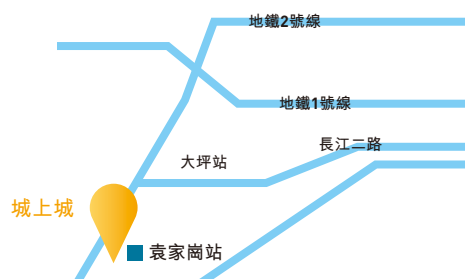 地鐵2號線
地鐵1號線
長江二路
大坪站
城上城
袁家崗站